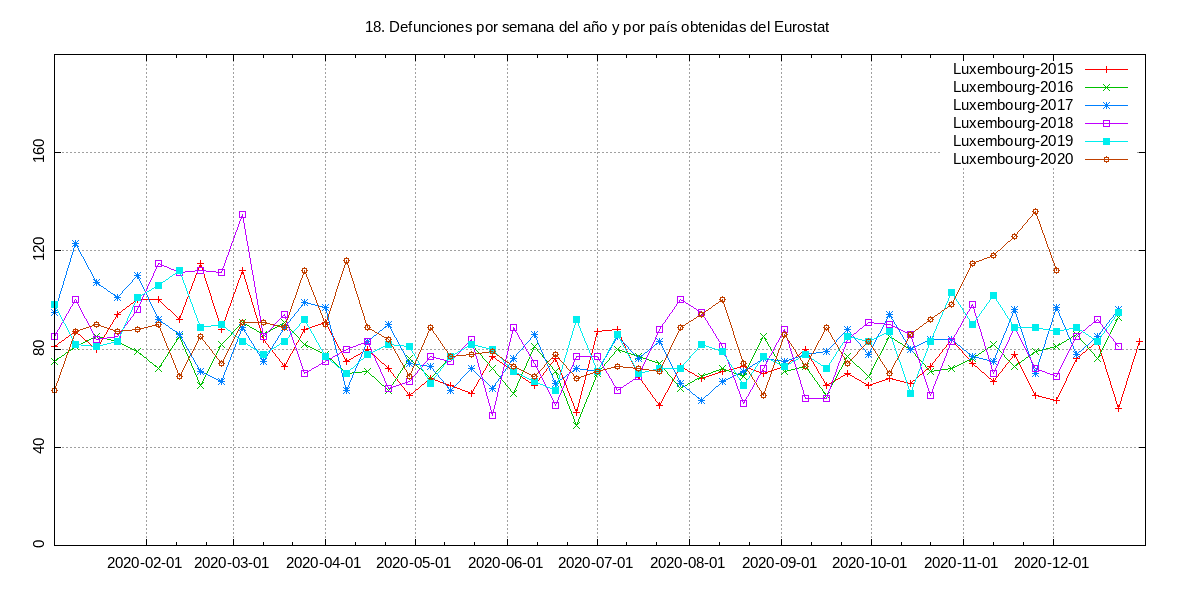 18. Defunciones por semana del año y por país obtenidas del Eurostat
Luxembourg-2015
Luxembourg-2016
Luxembourg-2017
Luxembourg-2018
Luxembourg-2019
Luxembourg-2020
160
120
80
40
0
2020-02-01 2020-03-01 2020-04-01 2020-05-01 2020-06-01 2020-07-01 2020-08-01 2020-09-01 2020-10-01 2020-11-01 2020-12-01